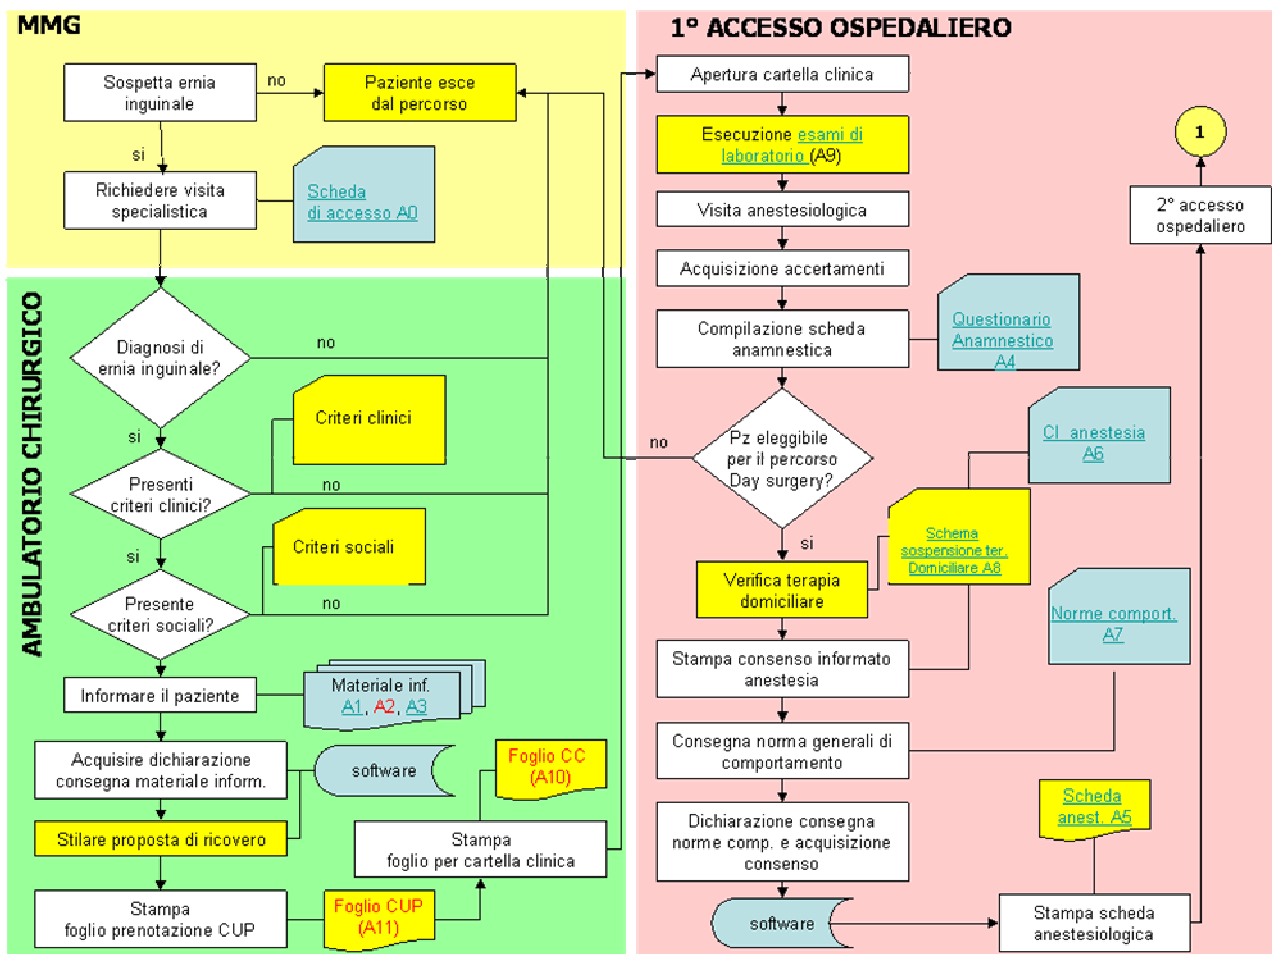 MMG
Sospetta ernia
inguinale
no
Paziente esce
dal percorso
si
Richiedere visita
specialistica
Scheda
di accesso A0
AMBULATORIO CHIRURGICO
Diagnosi di
ernia inguinale?
no
si
Criteri clinici
Presenti
criteri clinici?
no
si
Criteri sociali
Presente
criteri sociali?
no
Informare il paziente
Materiale inf.
A1, A2, A3
Acquisire dichiarazione
consegna materiale inform.
software
Stilare proposta di ricovero
Stampa
foglio prenotazione CUP
Foglio CUP
(A11)
Foglio CC
(A10)
Stampa
foglio per cartella clinica
1° ACCESSO OSPEDALIERO
Apertura cartella clinica
Esecuzione esami di
laboratorio (A9)
Visita anestesiologica
Acquisizione accertamenti
Compilazione scheda
anamnestica
Questionario
Anamnestico
A4
Pz eleggibile
per il percorso
Day surgery?
no
si
CI anestesia
A6
Schema
sospensione ter.
Domiciliare A8
Verifica terapia
domiciliare
Norme comport.
A7
Stampa consenso informato
anestesia
Consegna norma generali di
comportamento
Dichiarazione consegna
norme comp. e acquisizione
consenso
software
Scheda
anest. A5
Stampa scheda
anestesiologica
2° accesso
ospedaliero
1